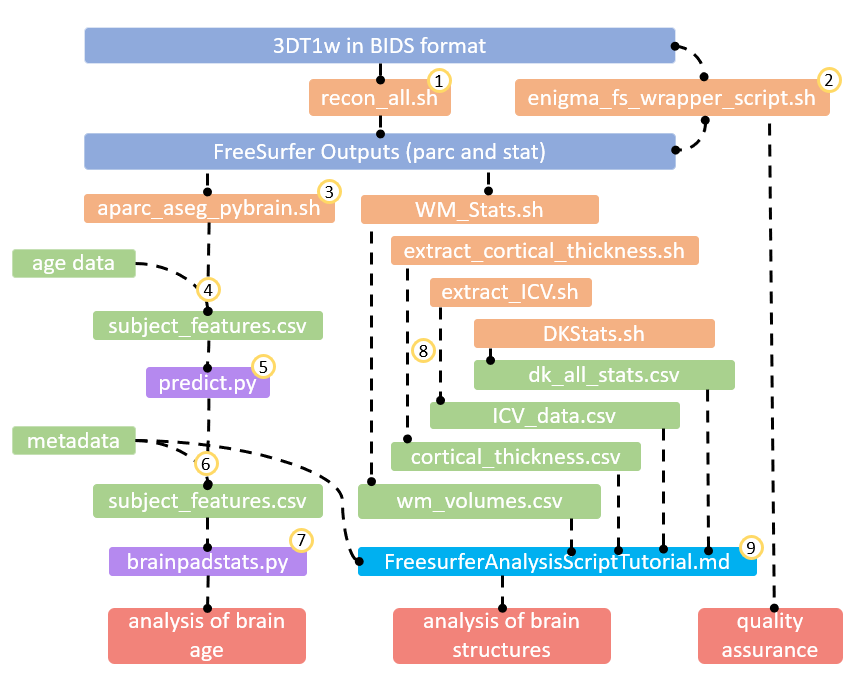 3DT1w in BIDS format
1
recon_all.sh
2
enigma_fs_wrapper_script.sh
FreeSurfer Outputs (parc and stat)
3
aparc_aseg_pybrain.sh
WM_Stats.sh
extract_cortical_thickness.sh
age data
4
extract_ICV.sh
subject_features.csv
DKStats.sh
8
5
predict.py
dk_all_stats.csv
ICV_data.csv
metadata
6
cortical_thickness.csv
subject_features.csv
wm_volumes.csv
7
brainpadstats.py
9
FreesurferAnalysisScriptTutorial.md
analysis of brain
age
analysis of brain
structures
quality
assurance